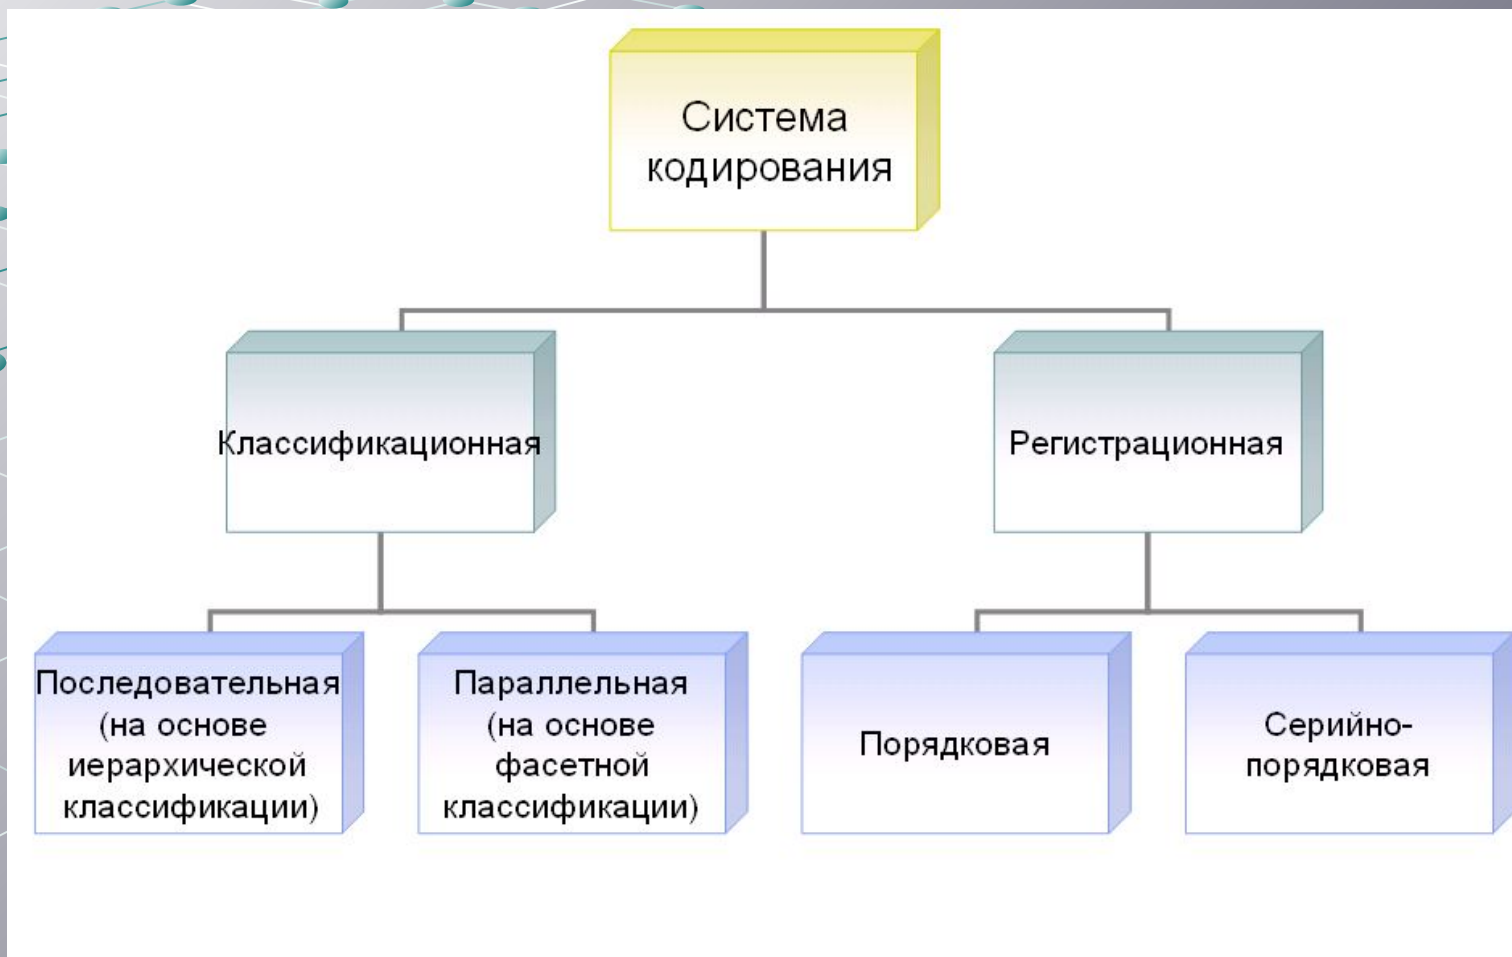 Система
кодирования
Классификационная
Регистрационная
Последовательная
(на основе
иерархической
классификации)
Параллельная
(на основе
фасетной
классификации)
Порядковая
Серийно-
порядковая